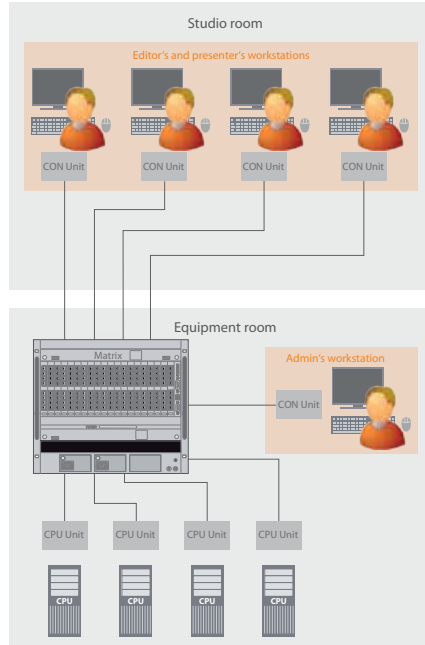 Studio room
Editor's and presenter's workstations
CON Unit
CON Unit
CON Unit
CON Unit
Equipment room
Matrix
Admin's workstation
CON Unit
CPU Unit
CPU Unit
CPU Unit
CPU Unit
CPU
CPU
CPU
CPU